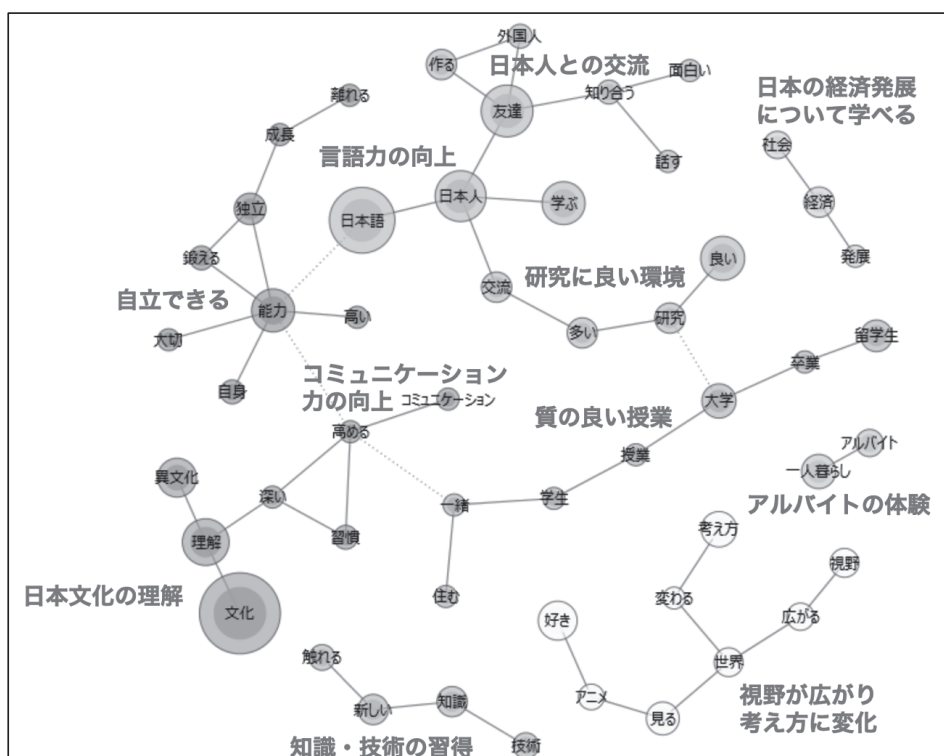 外国人
作る
日本人との交流
面白い
知り合う
日本の経済発展
について学べる
離れる
友達
成長
社会
言語力の向上
話す
日本人
学ぶ
経済
独立
日本語
鍛える
良い
発展
研究に良い環境
交流
自立できる
能力
高い
研究
多い
大切
留学生
卒業
コミュニケーション
力の向上
自身
コミュニケーション
大学
質の良い授業
高める
アルバイト
授業
一人暮らし
異文化
深い
学生
一緒
アルバイトの体験
考え方
理解
習慣
視野
日本文化の理解
住む
変わる
文化
好き
広がる
触れる
世界
アニメ
視野が広がり
考え方に変化
新しい
知識
見る
知識・技術の習得
技術